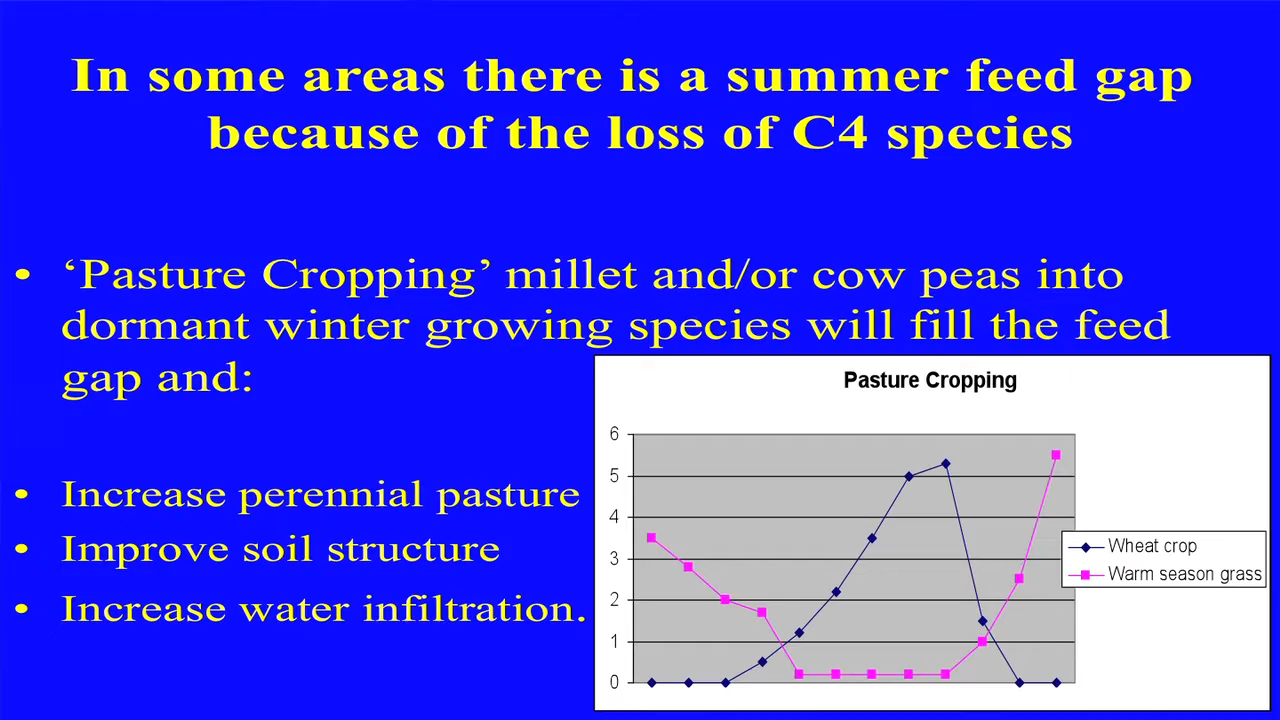 In some areas there is a summer feed gap
because of the loss of C4 species
• ‘Pasture Cropping’ millet and/or cow peas into
dormant winter growing species will fill the feed
gap and:
• Increase perennial pasture
• Improve soil structure
• Increase water infiltration.
Pasture Cropping
6
5
4
3
2
1
0
Wheat crop
Warm season grass